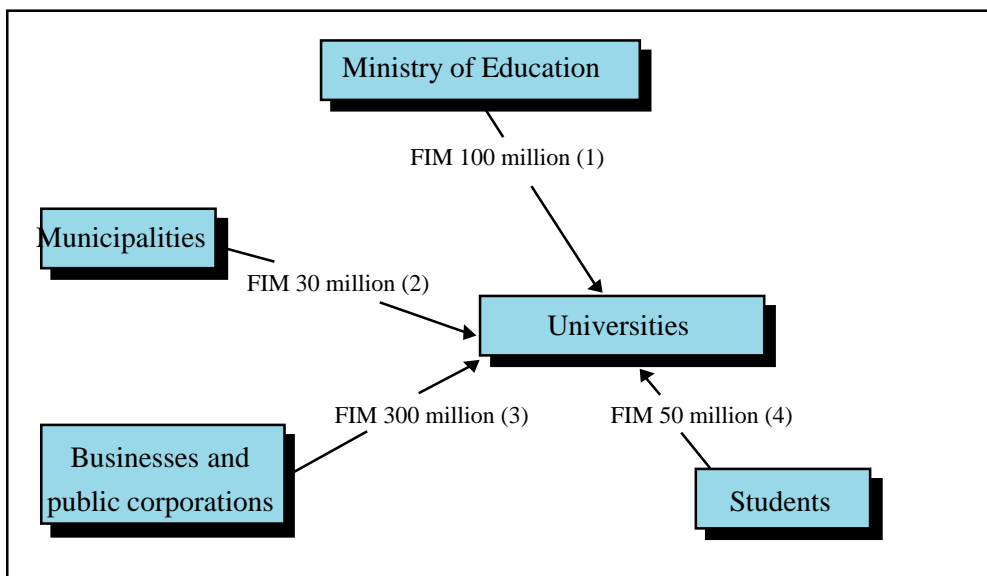 Ministry of Education
FIM 100 million (1)
Municipalities
FIM 30 million (2)
Universities
FIM 300 million (3)
FIM 50 million (4)
Businesses and
public corporations
Students